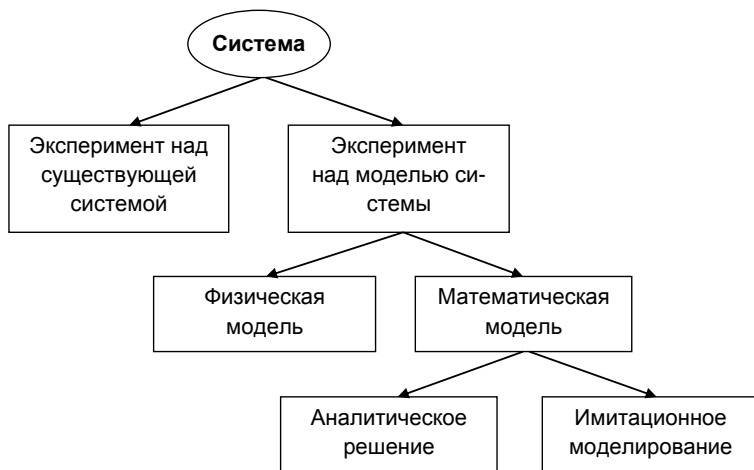 Система
Эксперимент над
существующей
системой
Эксперимент
над моделью си-
стемы
Физическая
модель
Математическая
модель
Аналитическое
решение
Имитационное
моделирование